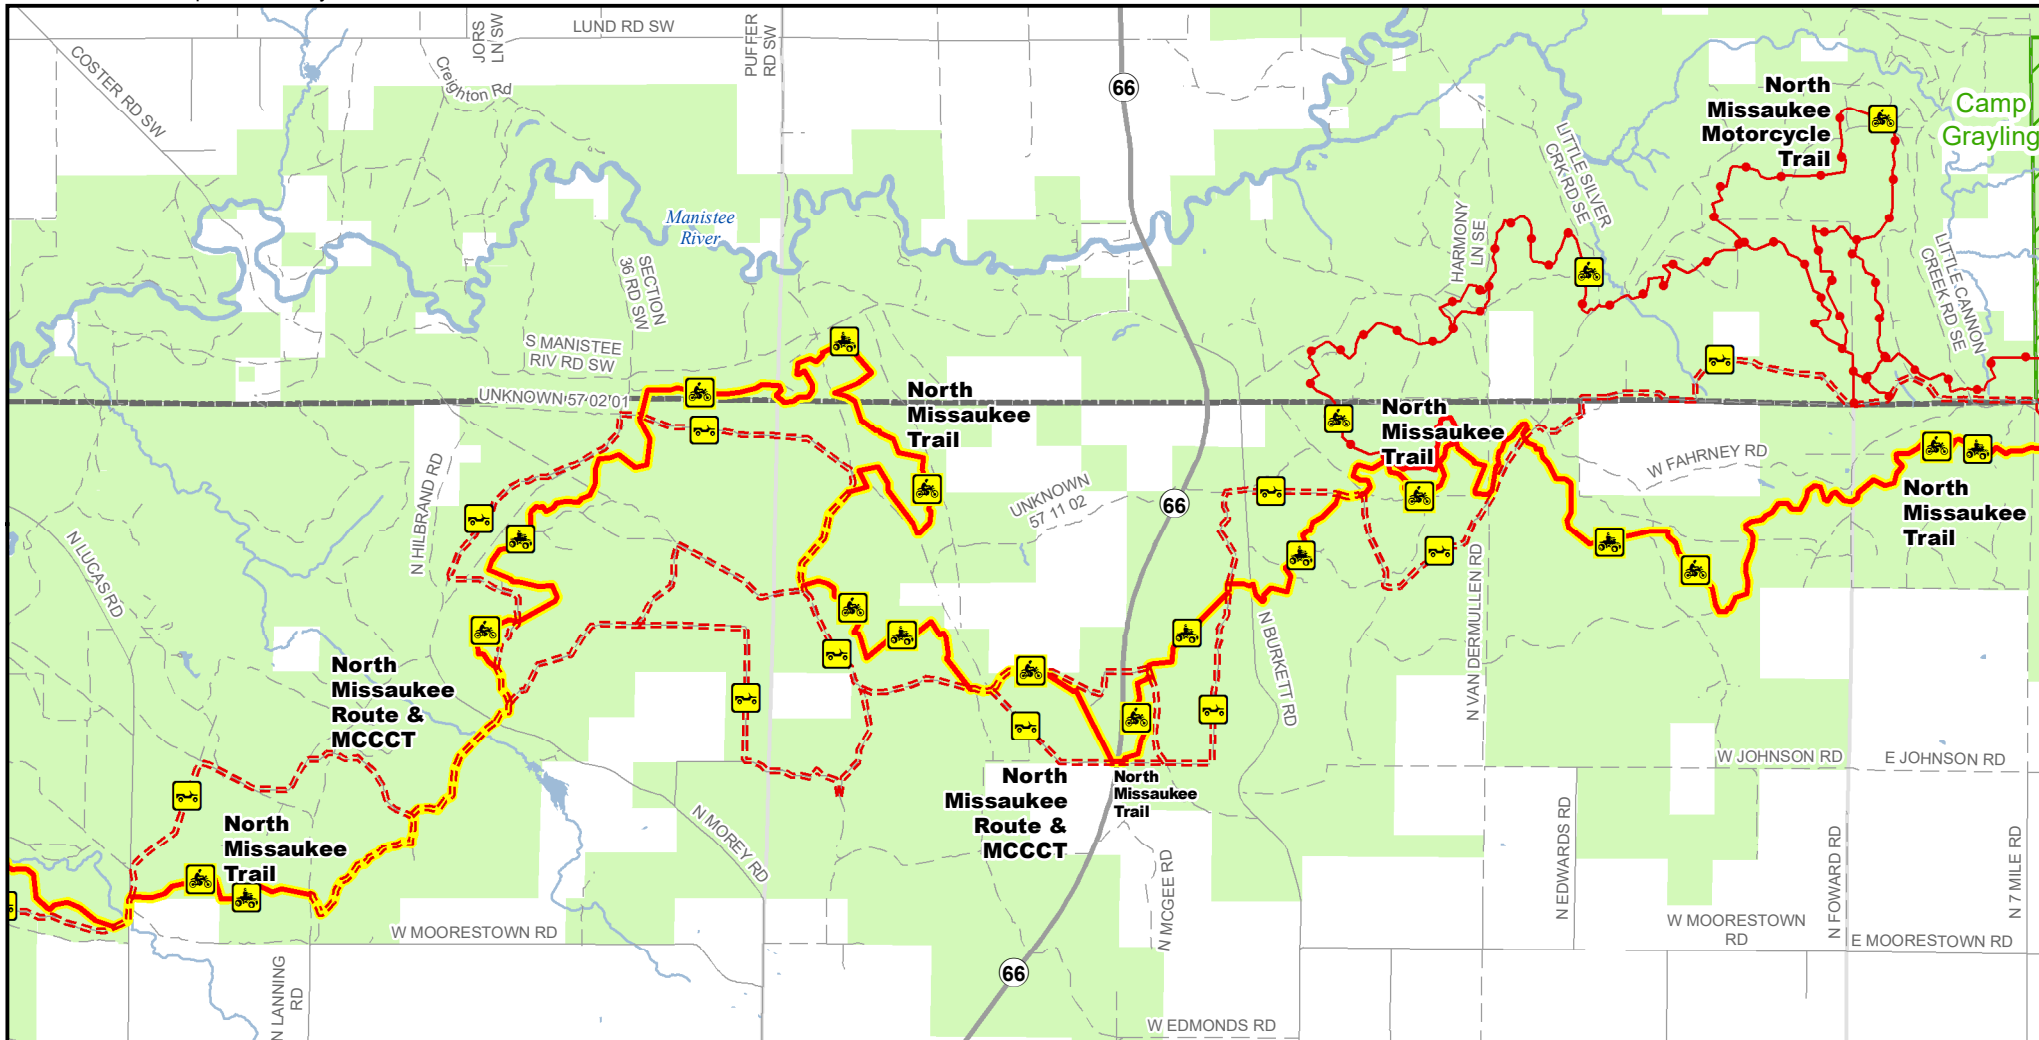 LUND RD SW
JORS
LN SW
PUFFER
RD SW
COSTER RD SW
Creighton Rd
66
North
Missaukee
Motorcycle
Trail
Camp
Grayling
LITTLE SILVER
CRK RD SE
HARMONY
LN SE
LITTLE CANNON
CREEK RD SE
Manistee
River
SECTION
36 RD SW
S MANISTEE
RIV RD SW
UNKNOWN 57 02 01
North
Missaukee
Trail
North
Missaukee
Trail
W FAHRNEY RD
N HILBRAND RD
UNKNOWN
57 11 02
66
North
Missaukee
Trail
N LUCAS RD
N VAN DERMULLEN RD
N BURKETT RD
North
Missaukee
Route &
MCCCT
W JOHNSON RD
E JOHNSON RD
North
Missaukee
Route &
MCCCT
North
Missaukee
Trail
North
Missaukee
Trail
N MOREY RD
N MCGEE RD
N EDWARDS RD
N FOWARD RD
N 7 MILE RD
W MOORESTOWN RD
W MOORESTOWN
RD
E MOORESTOWN RD
N LANNING
RD
66
W EDMONDS RD